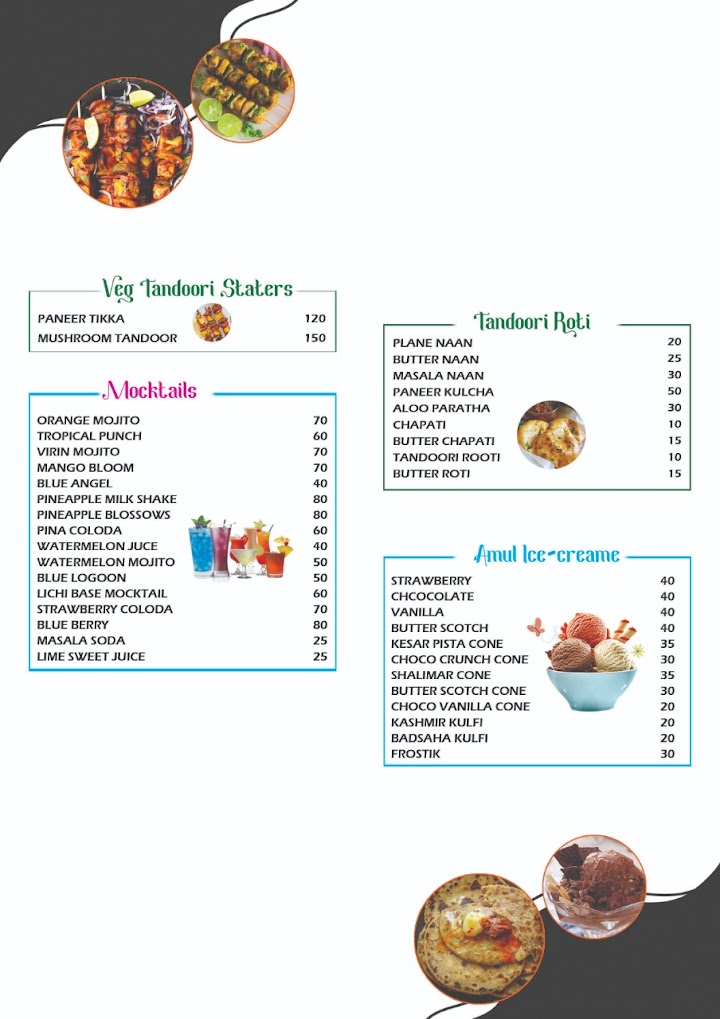 Veg Tandoori Staters
PANEER TIKKA 120
MUSHROOM TANDOOR 150
Mocktails
ORANGE MOJITO 70
TROPICAL PUNCH 60
VIRIN MOJITO 70
MANGO BLOOM 70
BLUE ANGEL 40
PINEAPPLE MILK SHAKE 80
PINEAPPLE BLOSSOWS 80
PINA COLODA 60
WATERMELON JUCE 40
WATERMELON MOJITO 50
BLUE LOGOON 50
LICHI BASE MOCKTAIL 60
STRAWBERRY COLODA 70
BLUE BERRY 80
MASALA SODA 25
LIME SWEET JUICE 25
Tandoori Roti
PLANE NAAN 20
BUTTER NAAN 25
MASALA NAAN 30
PANEER KULCHA 50
ALOO PARATHA 30
CHAPATI 10
BUTTER CHAPATI 15
TANDOORI ROOTI 10
BUTTER ROTI 15
Amul Ice-creame
STRAWBERRY 40
CHCOCOLATE 40
VANILLA 40
BUTTER SCOTCH 40
KESAR PISTA CONE 35
CHOCO CRUNCH CONE 30
SHALIMAR CONE 35
BUTTER SCOTCH CONE 30
CHOCO VANILLA CONE 20
KASHMIR KULFI 20
BADSAHA KULFI 20
FROSTIK 30